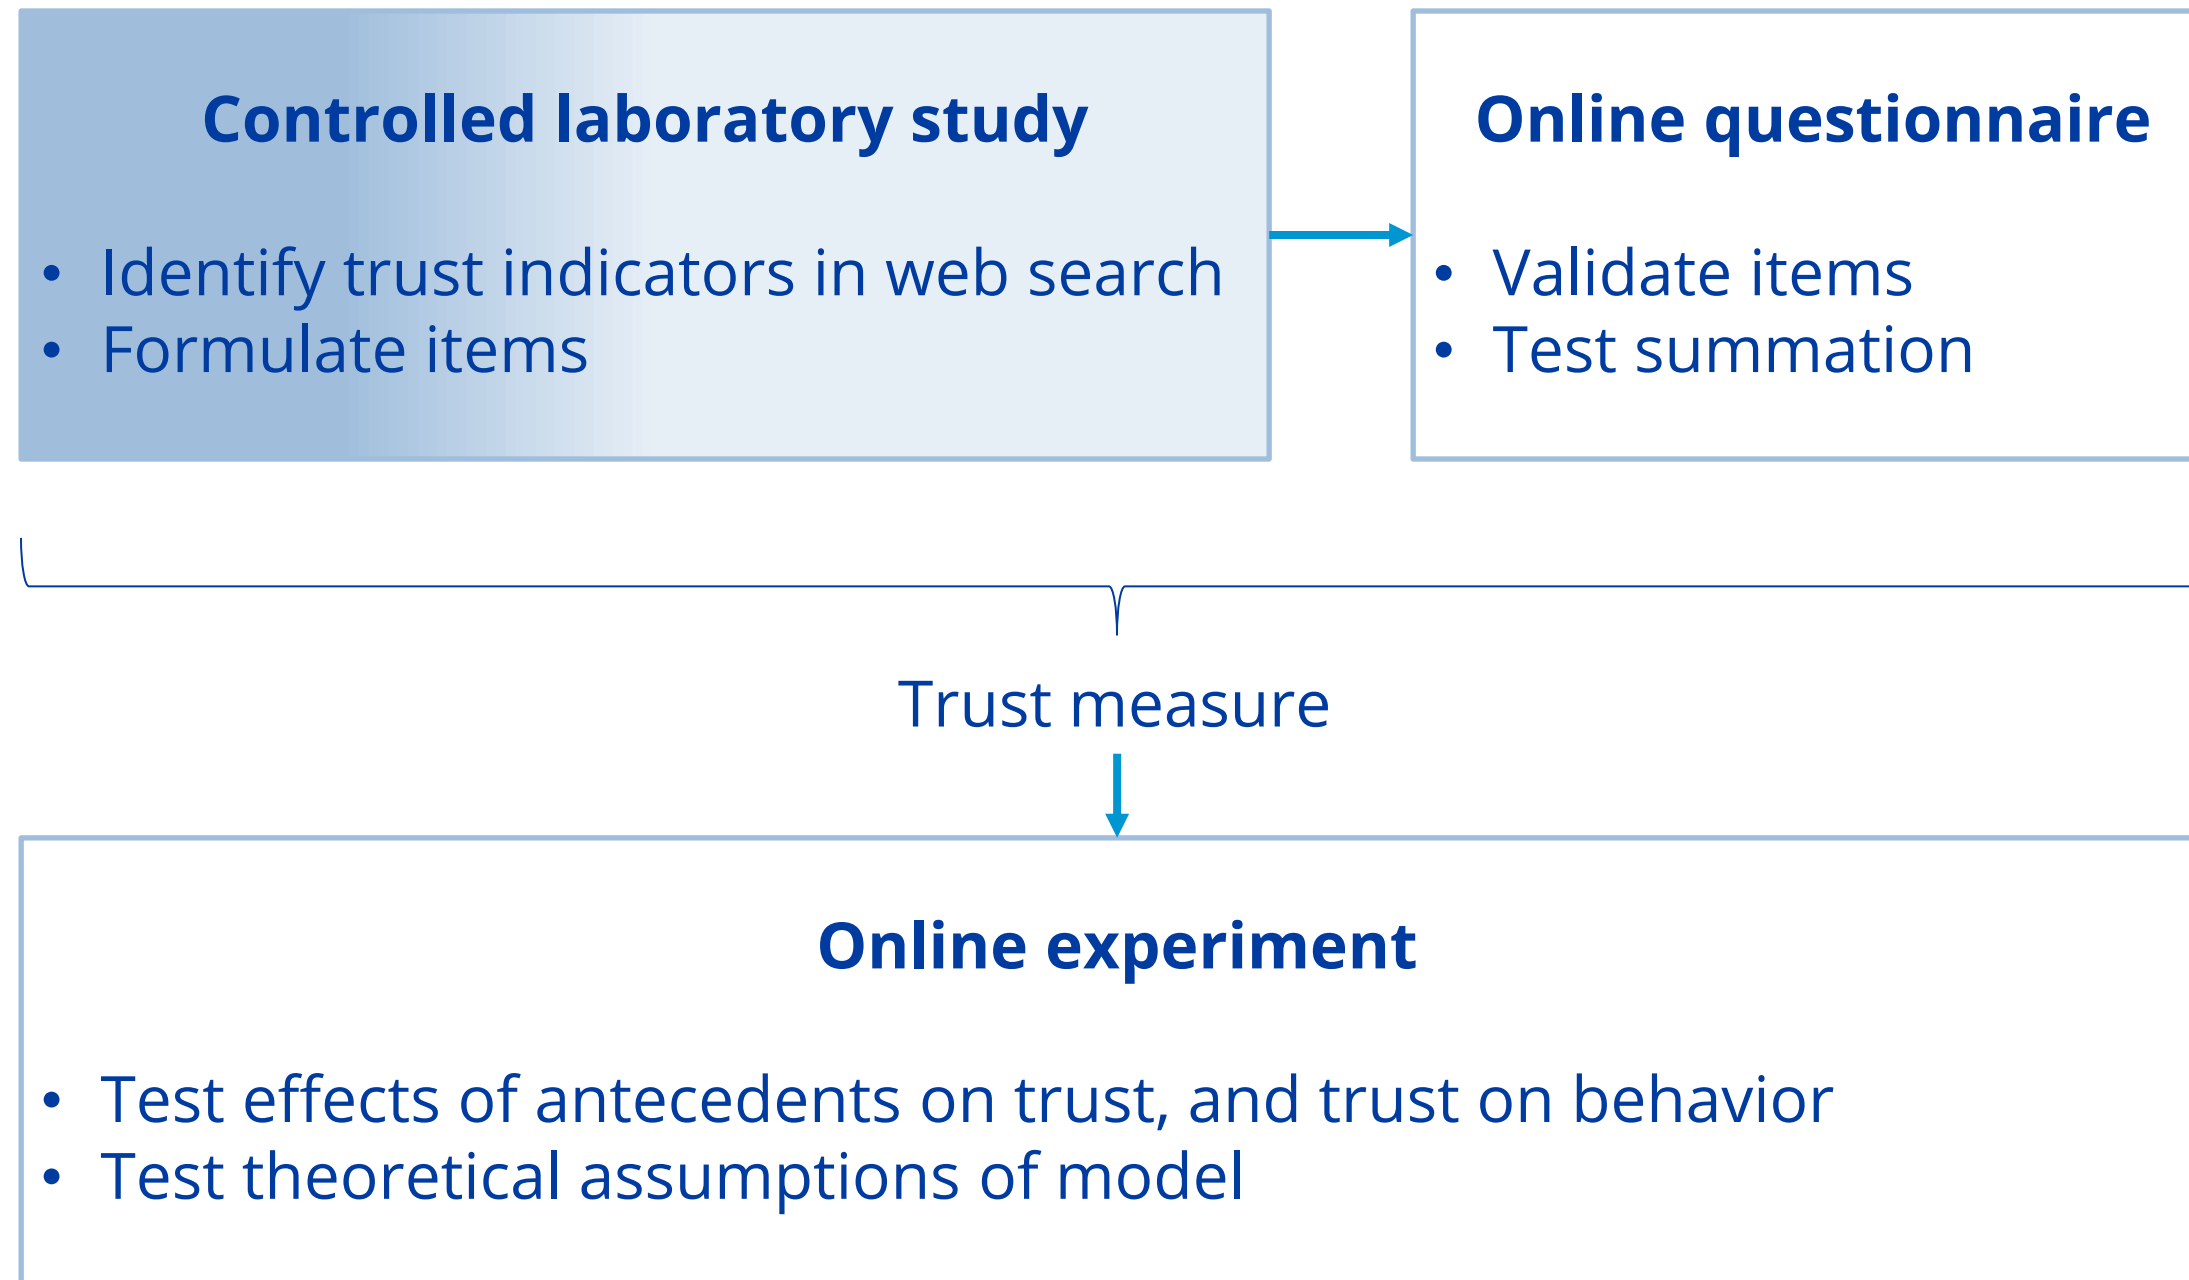 Controlled laboratory study
• Identify trust indicators in web search
• Formulate items
Online questionnaire
• Validate items
• Test summation
Trust measure
Online experiment
• Test effects of antecedents on trust, and trust on behavior
• Test theoretical assumptions of model